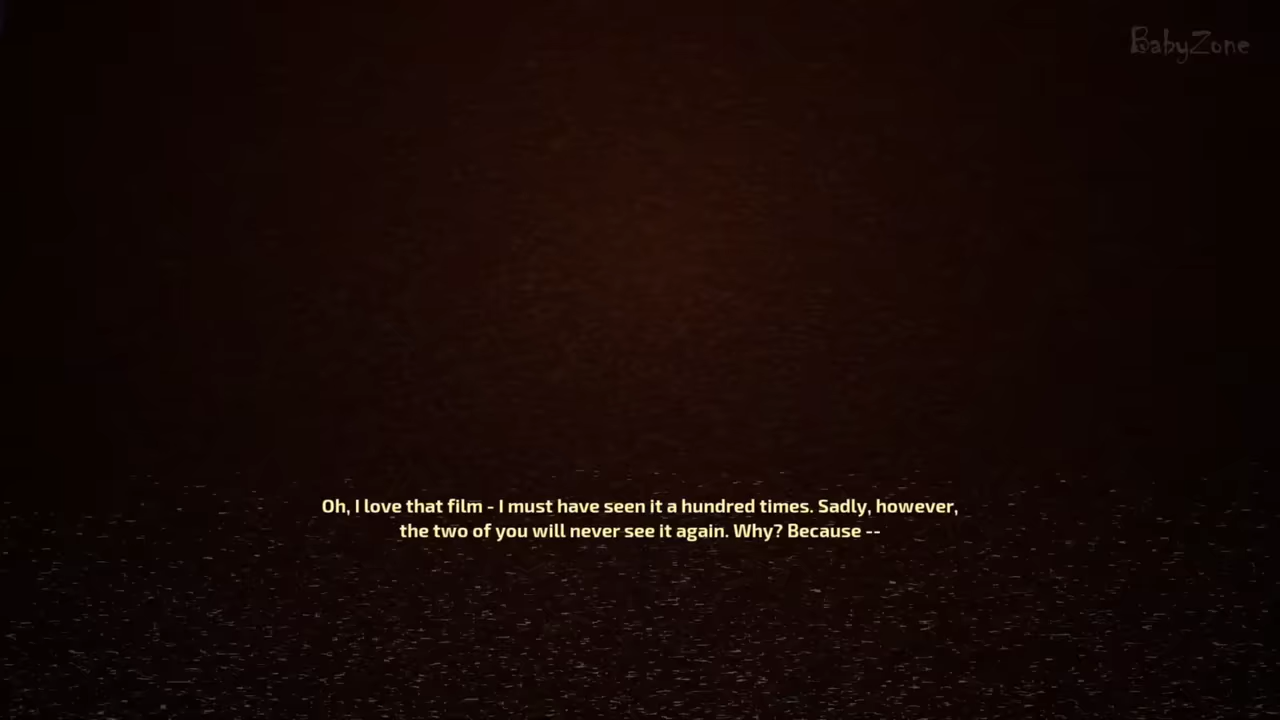 BabyZone
Oh, I love that film - I must have seen it a hundred times. Sadly, however,
the two of you will never see it again. Why? Because --